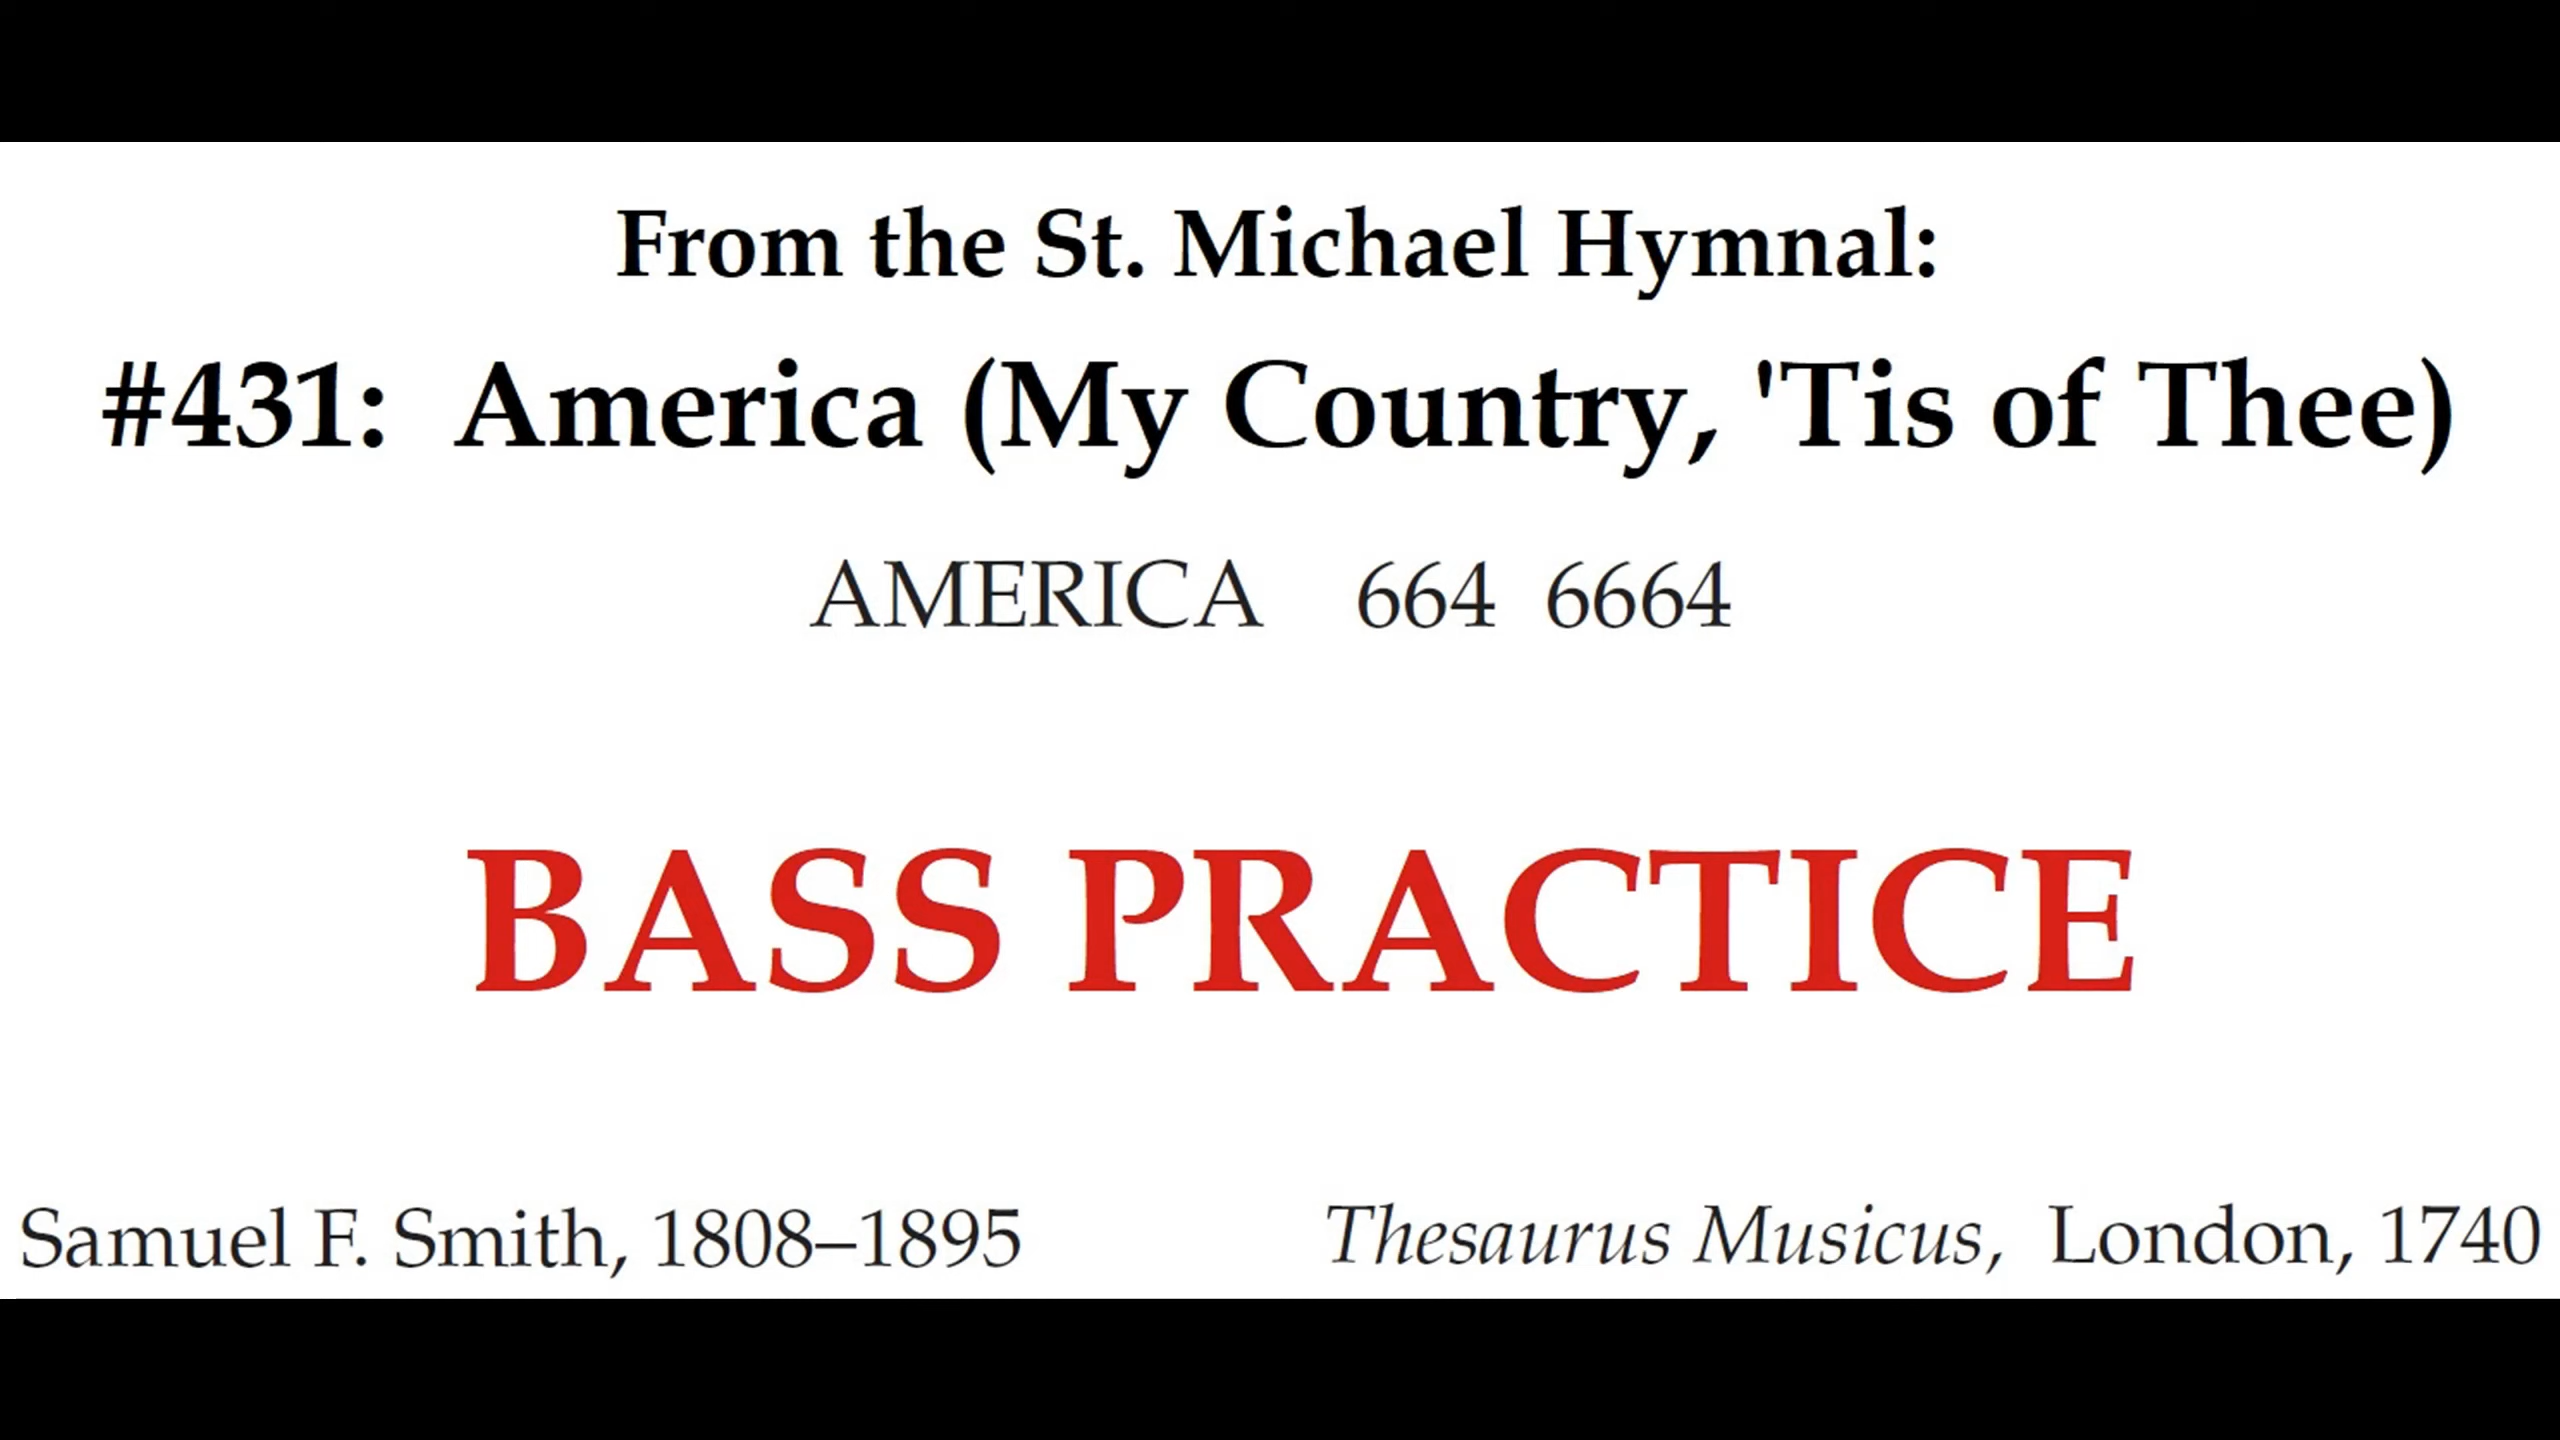 From the St. Michael Hymnal:
#431: America (My Country, 'Tis of Thee)
AMERICA 664 6664
BASS PRACTICE
Samuel F. Smith, 1808–1895 Thesaurus Musicus, London, 1740